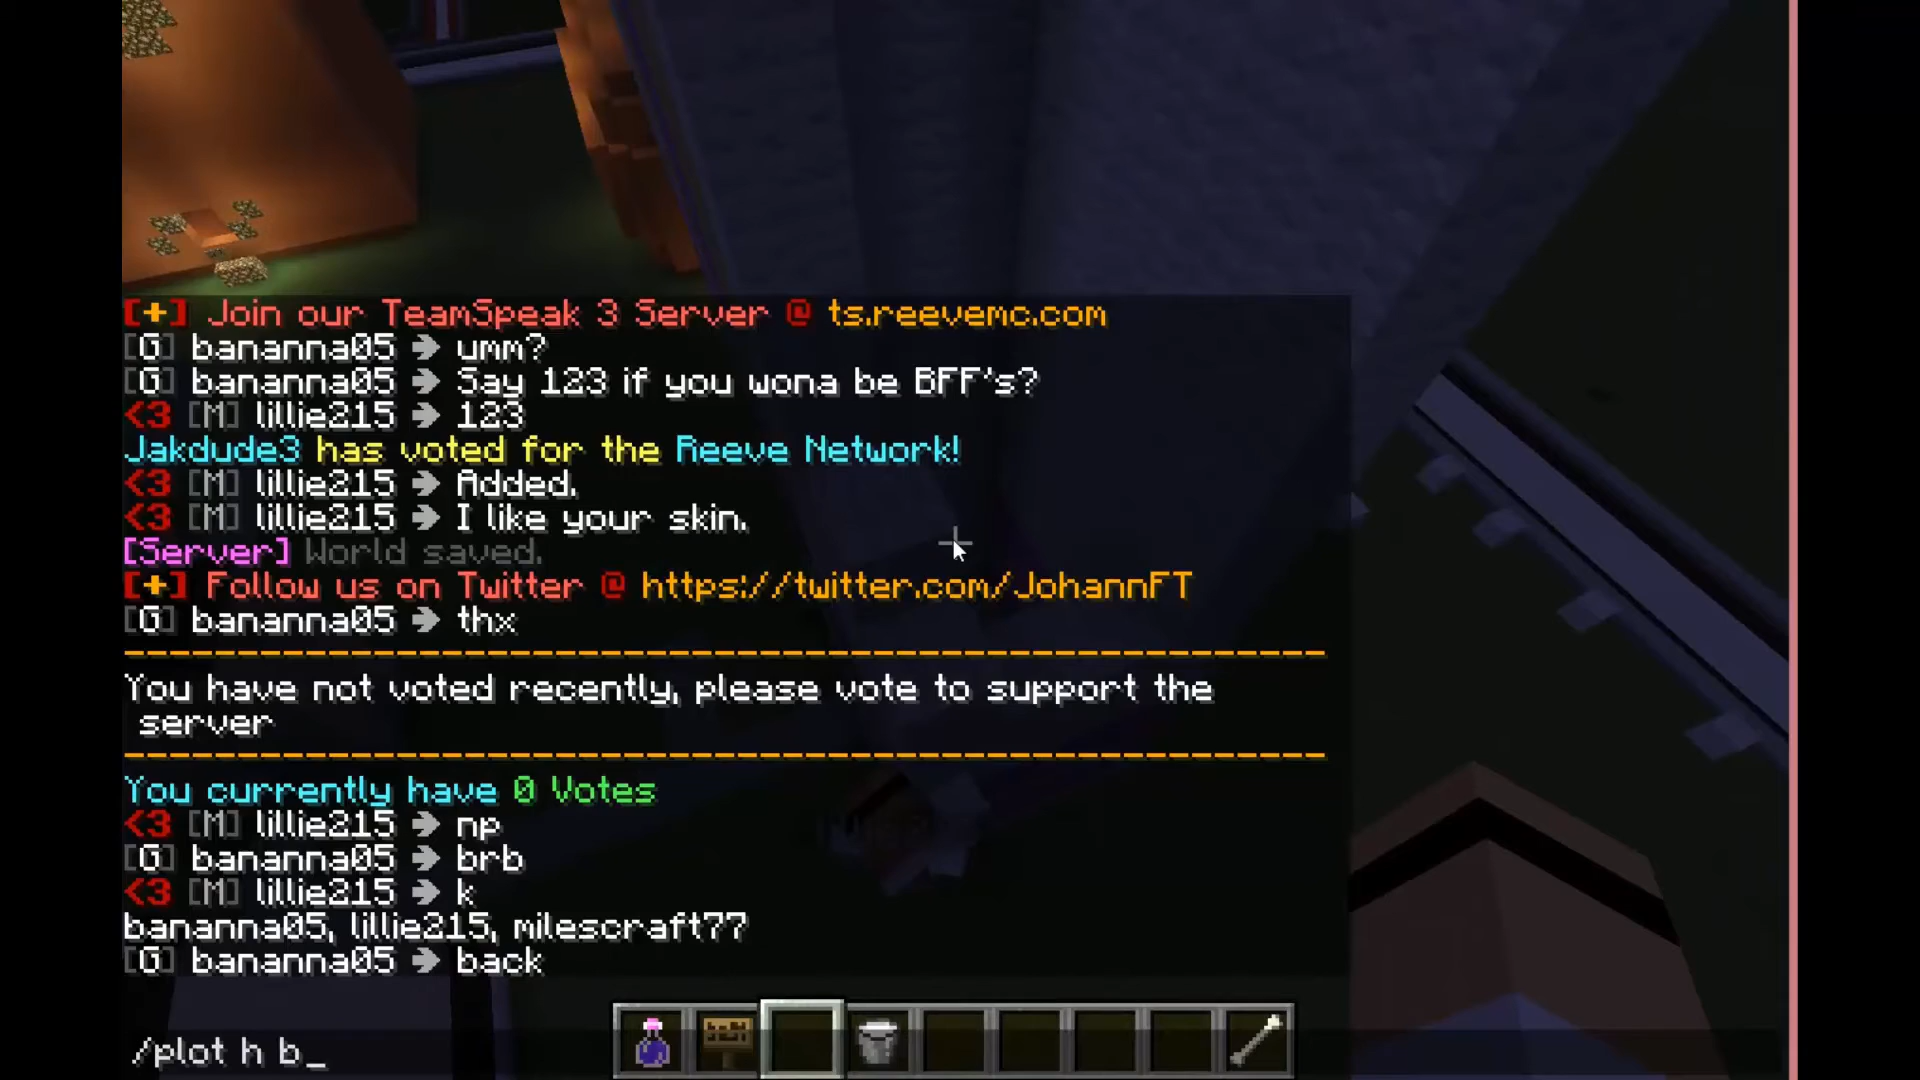 [+] Join our TeamSpeak 3 Server @ ts.reevemc.com
[G] bananna05 → umm?
[G] bananna05 → Say 123 if you wona be BFF's?
<3 [M] lillie215 → 123
Jakdude3 has voted for the Reeve Network!
<3 [M] lillie215 → Added.
<3 [M] lillie215 → I like your skin.
[Server] World saved.
[+] Follow us on Twitter @ https://twitter.com/JohannFT
[G] bananna05 → thx
-----------------------------------------------------
You have not voted recently, please vote to support the
server
-----------------------------------------------------
You currently have 0 Votes
<3 [M] lillie215 → np
[G] bananna05 → brb
<3 [M] lillie215 → k
bananna05, lillie215, milescraft77
[G] bananna05 → back
/plot h b_